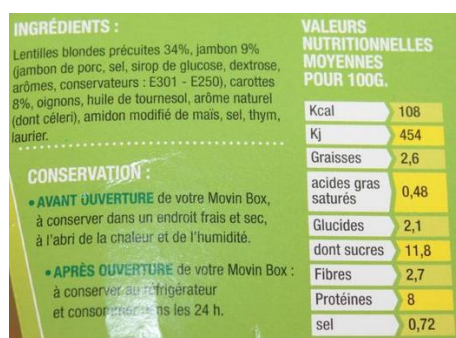 INGRÉDIENTS :
Lentilles blondes précuites 34%, jambon 9%
(jambon de porc, sel, sirop de glucose, dextrose,
arômes, conservateurs : E301 - E250), carottes
8%, oignons, huile de tournesol, arôme naturel
(dont céleri), amidon modifié de maïs, sel, thym,
laurier.
CONSERVATION :
• AVANT OUVERTURE de votre Movin Box,
à conserver dans un endroit frais et sec,
à l'abri de la chaleur et de l'humidité.
• APRÈS OUVERTURE de votre Movin Box :
à conserver au réfrigérateur
et consommer dans les 24 h.
VALEURS
NUTRITIONNELLES
MOYENNES
POUR 100G.
Kcal 108
Kj 454
Graisses 2,6
acides gras
saturés 0,48
Glucides 2,1
dont sucres 11,8
Fibres 2,7
Protéines 8
sel 0,72